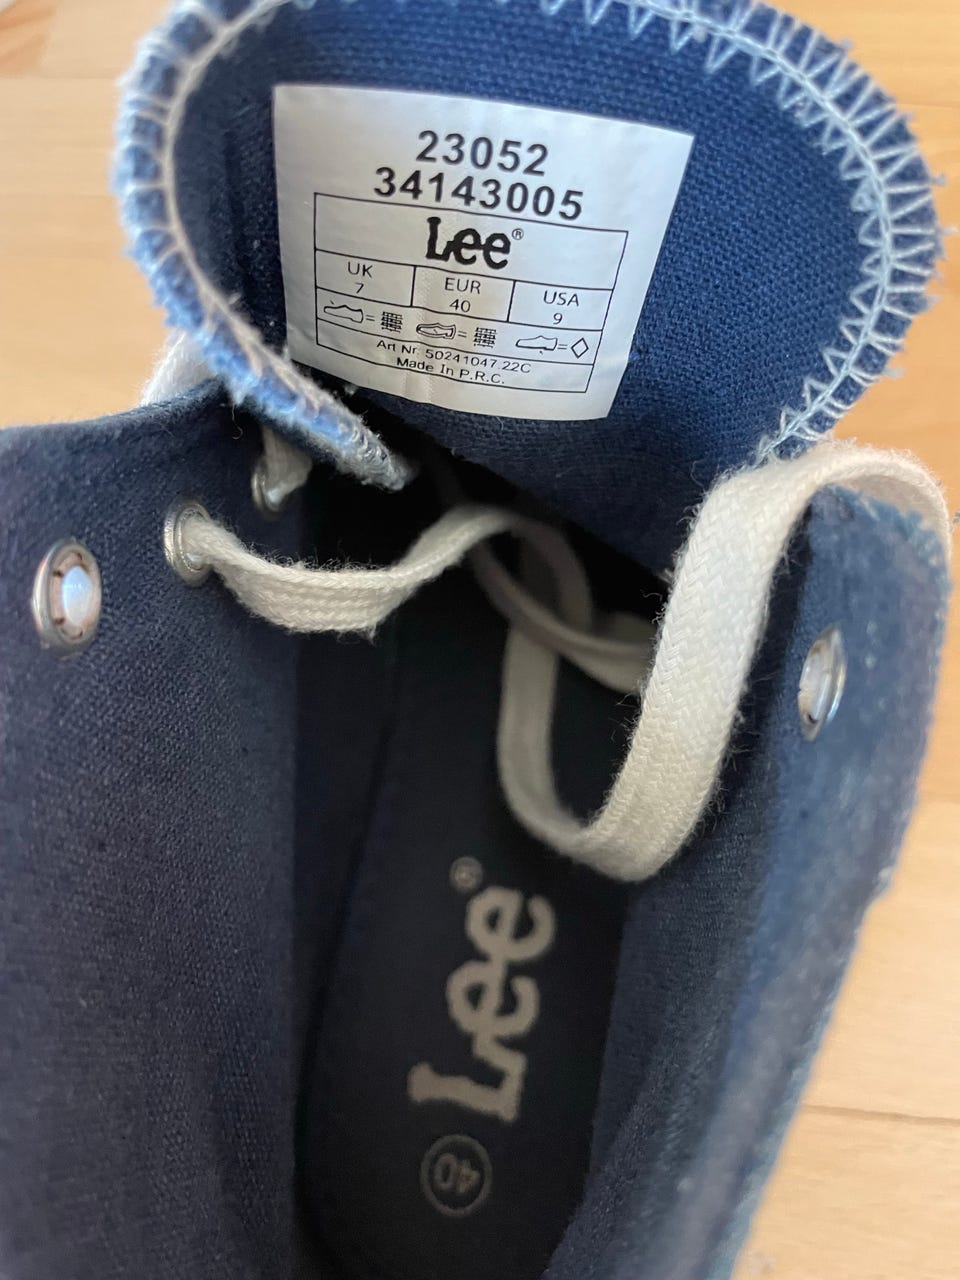 23052
34143005
Lee®
UK EUR USA
7 40 9
= = =
Art Nr. 50241047.22C
Made In P.R.C.
Lee®
40